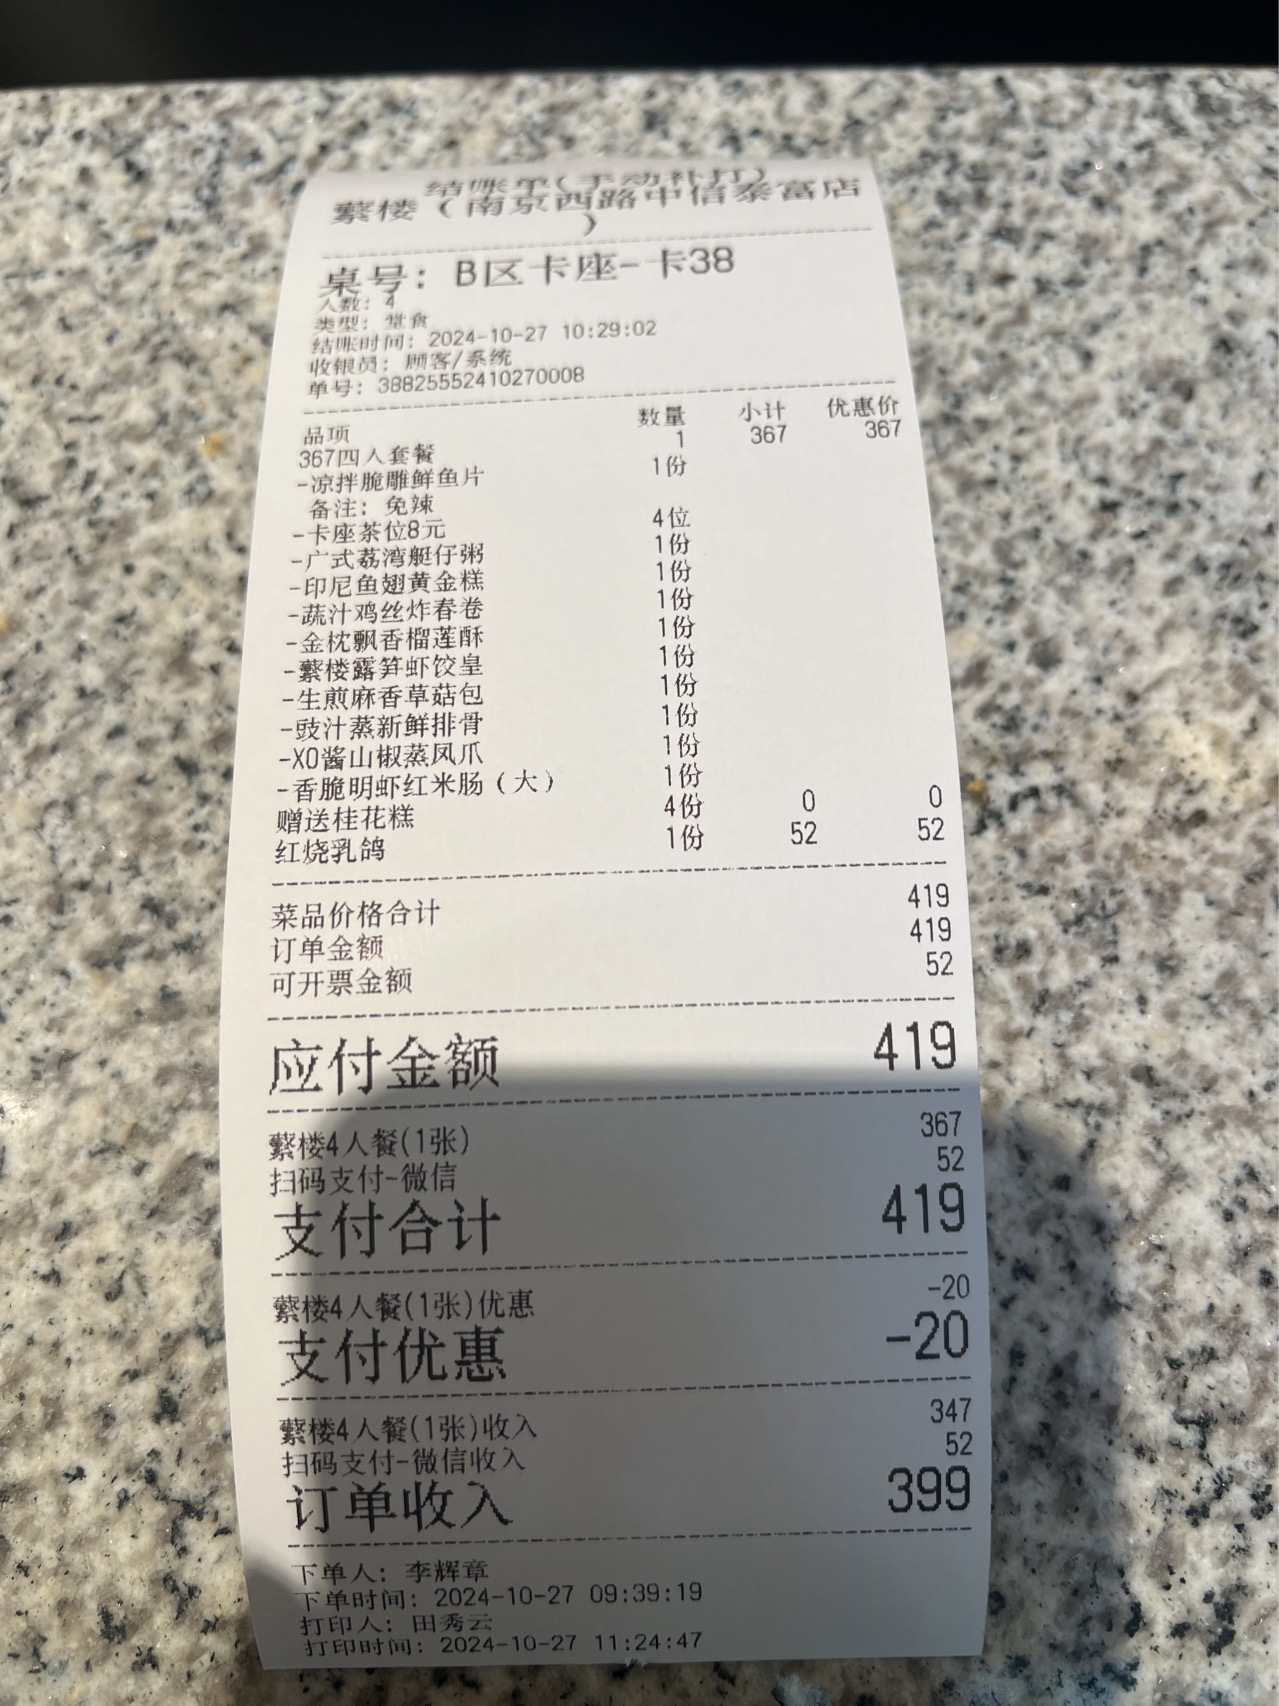 结账单(手动补打)
蘩楼（南京西路中信泰富店
）
桌号：B区卡座-卡38
人数：4
类型：堂食
结账时间：2024-10-27 10:29:02
收银员：顾客/系统
单号：388255552410270008
品项 数量 小计 优惠价
367四人套餐 1 367 367
-凉拌脆雕鲜鱼片 1份
备注：免辣
-卡座茶位8元 4位
-广式荔湾艇仔粥 1份
-印尼鱼翅黄金糕 1份
-蔬汁鸡丝炸春卷 1份
-金枕飘香榴莲酥 1份
-蘩楼露笋虾饺皇 1份
-生煎麻香草菇包 1份
-豉汁蒸新鲜排骨 1份
-XO酱山椒蒸凤爪 1份
-香脆明虾红米肠（大） 1份
赠送桂花糕 4份 0 0
红烧乳鸽 1份 52 52
菜品价格合计 419
订单金额 419
可开票金额 52
应付金额 419
蘩楼4人餐(1张) 367
扫码支付-微信 52
支付合计 419
蘩楼4人餐(1张)优惠 -20
支付优惠 -20
蘩楼4人餐(1张)收入 347
扫码支付-微信收入 52
订单收入 399
下单人：李辉章
下单时间：2024-10-27 09:39:19
打印人：田秀云
打印时间：2024-10-27 11:24:47